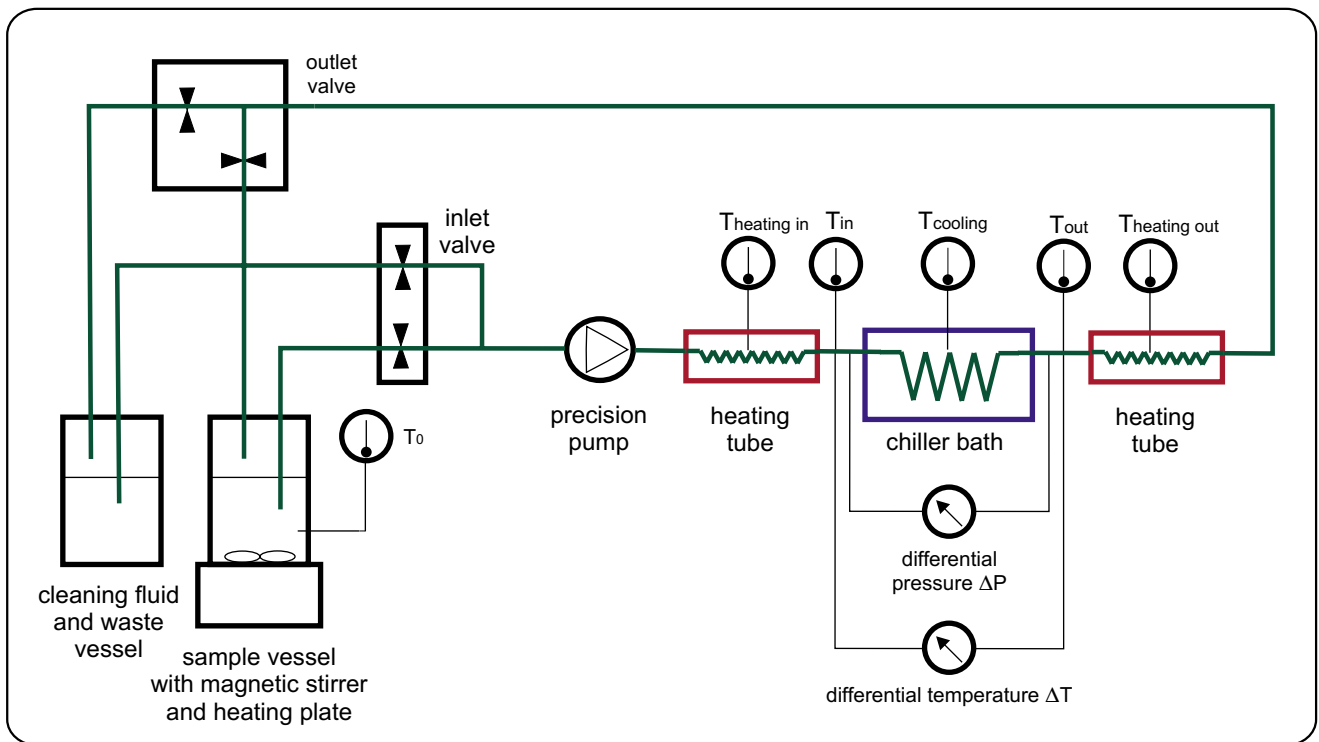 outlet
valve
inlet
valve
Theating in
Tin
Tcooling
Tout
Theating out
T0
precision
pump
heating
tube
chiller bath
heating
tube
differential
pressure ΔP
differential temperature ΔT
cleaning fluid
and waste
vessel
sample vessel
with magnetic stirrer
and heating plate